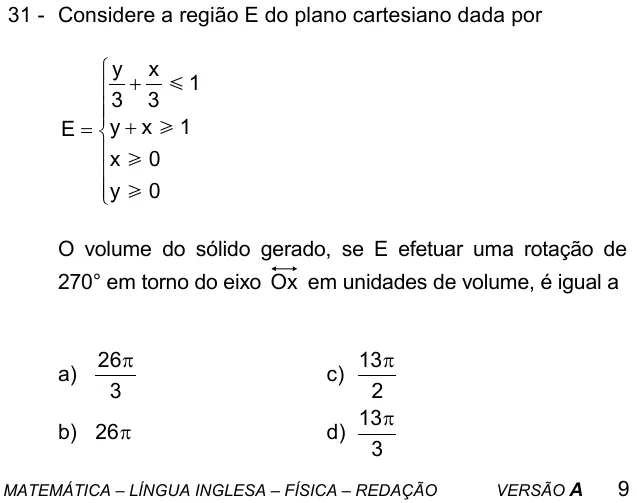 31 - Considere a região E do plano cartesiano dada por
E = { y/3 + x/3 ⩽ 1
y + x ⩾ 1
x ⩾ 0
y ⩾ 0
O volume do sólido gerado, se E efetuar uma rotação de
270° em torno do eixo Ox em unidades de volume, é igual a
a) 26π/3 c) 13π/2
b) 26π d) 13π/3
MATEMÁTICA – LÍNGUA INGLESA – FÍSICA – REDAÇÃO VERSÃO A 9